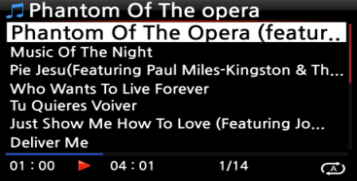 Phantom Of The opera
Phantom Of The Opera (featur..
Music Of The Night
Pie Jesu(Featuring Paul Miles-Kingston & Th...
Who Wants To Live Forever
Tu Quieres Voiver
Just Show Me How To Love (Featuring Jo...
Deliver Me
01 : 00 04 : 01 1/14 A